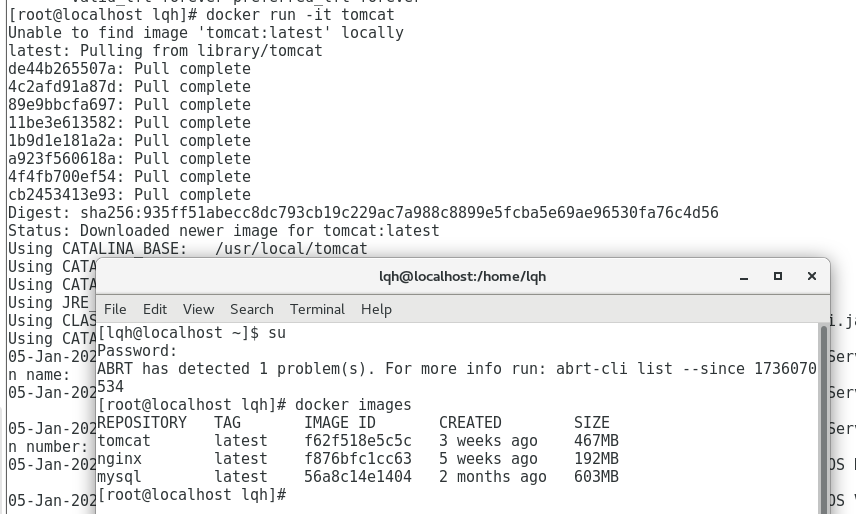 [root@localhost lqh]# docker run -it tomcat
Unable to find image 'tomcat:latest' locally
latest: Pulling from library/tomcat
de44b265507a: Pull complete
4c2afd91a87d: Pull complete
89e9bbcfa697: Pull complete
11be3e613582: Pull complete
1b9d1e181a2a: Pull complete
a923f560618a: Pull complete
4f4fb700ef54: Pull complete
cb2453413e93: Pull complete
Digest: sha256:935ff51abecc8dc793cb19c229ac7a988c8899e5fcba5e69ae96530fa76c4d56
Status: Downloaded newer image for tomcat:latest
Using CATALINA_BASE:   /usr/local/tomcat
Using CATA
Using CATA
Using JRE_
Using CLAS
Using CATA
05-Jan-202
n name:
05-Jan-202
05-Jan-202
n number:
05-Jan-202
05-Jan-202
lqh@localhost:/home/lqh
File Edit View Search Terminal Help
[lqh@localhost ~]$ su
Password:
ABRT has detected 1 problem(s). For more info run: abrt-cli list --since 1736070
534
[root@localhost lqh]# docker images
REPOSITORY   TAG       IMAGE ID       CREATED        SIZE
tomcat       latest    f62f518e5c5c   3 weeks ago    467MB
nginx        latest    f876bfc1cc63   5 weeks ago    192MB
mysql        latest    56a8c14e1404   2 months ago   603MB
[root@localhost lqh]#